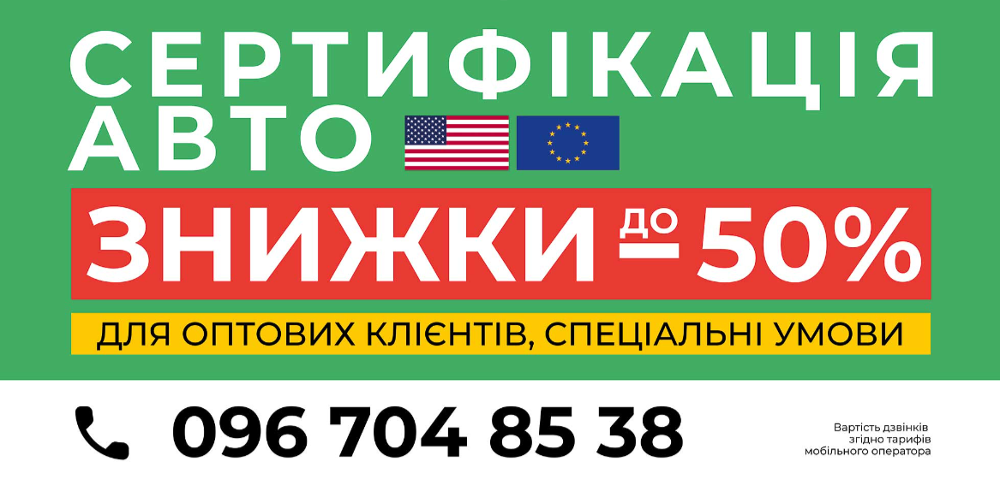 СЕРТИФІКАЦІЯ
АВТО
ЗНИЖКИ ДО 50%
ДЛЯ ОПТОВИХ КЛІЄНТІВ, СПЕЦІАЛЬНІ УМОВИ
096 704 85 38
Вартість дзвінків
згідно тарифів
мобільного оператора